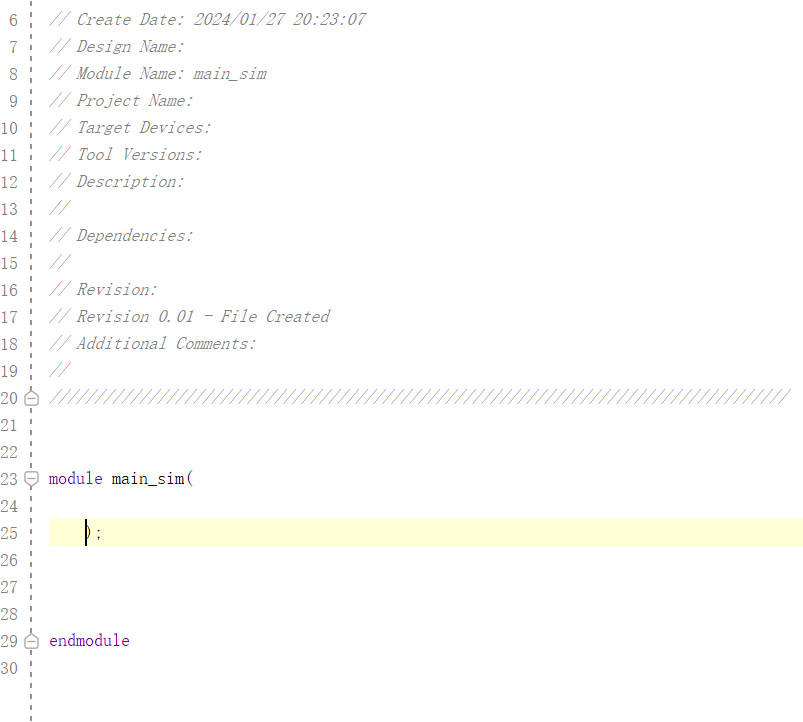 6 // Create Date: 2024/01/27 20:23:07
7 // Design Name:
8 // Module Name: main_sim
9 // Project Name:
10 // Target Devices:
11 // Tool Versions:
12 // Description:
13 //
14 // Dependencies:
15 //
16 // Revision:
17 // Revision 0.01 - File Created
18 // Additional Comments:
19 //
20 //////////////////////////////////////////////////////////////////////////////////
21
22
23 module main_sim(
24
25 );
26
27
28
29 endmodule
30